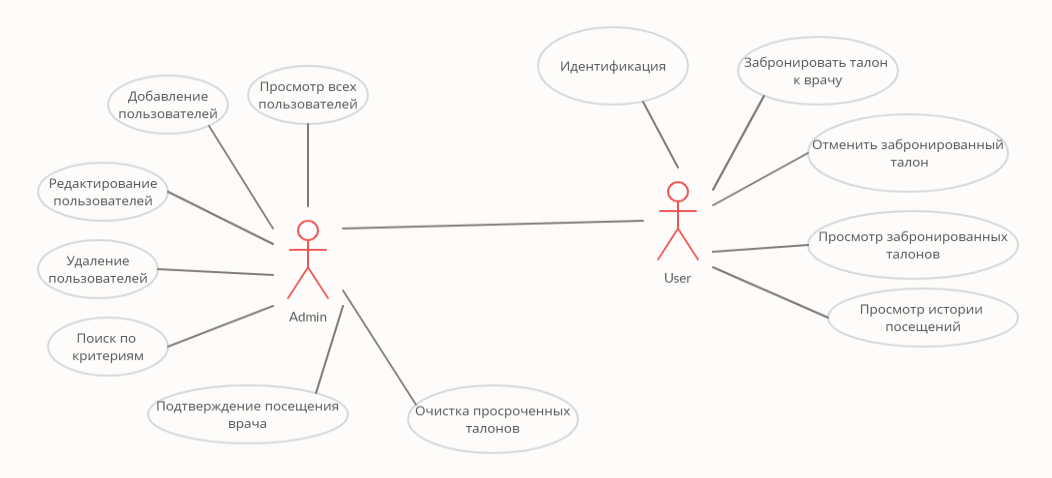 Добавление
пользователей
Просмотр всех
пользователей
Редактирование
пользователей
Удаление
пользователей
Поиск по
критериям
Admin
Подтверждение посещения
врача
Очистка просроченных
талонов
Идентификация
Забронировать талон
к врачу
Отменить забронированный
талон
User
Просмотр забронированных
талонов
Просмотр истории
посещений